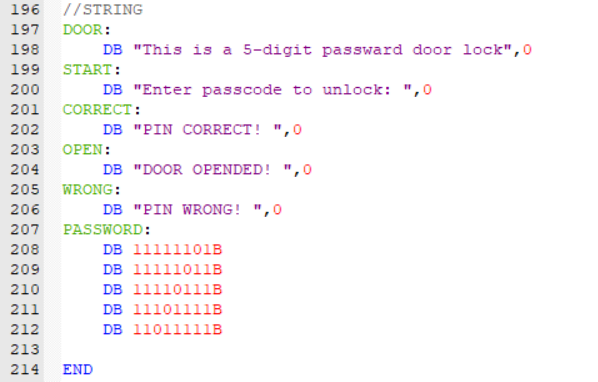 196 //STRING
197 DOOR:
198 DB "This is a 5-digit passward door lock",0
199 START:
200 DB "Enter passcode to unlock: ",0
201 CORRECT:
202 DB "PIN CORRECT! ",0
203 OPEN:
204 DB "DOOR OPENDED! ",0
205 WRONG:
206 DB "PIN WRONG! ",0
207 PASSWORD:
208 DB 11111101B
209 DB 11111011B
210 DB 11110111B
211 DB 11101111B
212 DB 11011111B
213
214 END